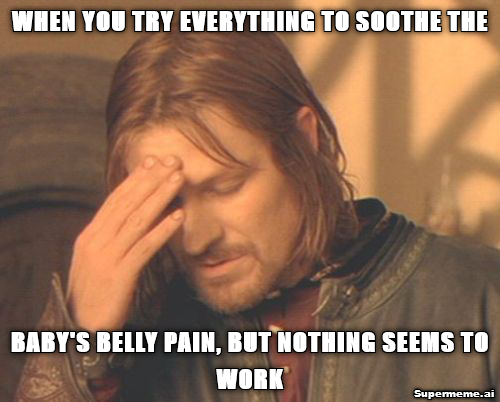 WHEN YOU TRY EVERYTHING TO SOOTHE THE
BABY'S BELLY PAIN, BUT NOTHING SEEMS TO
WORK
Supermeme.ai